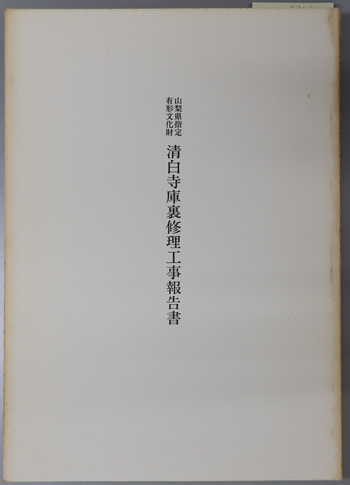 山梨県指定
有形文化財
清白寺庫裏修理工事報告書